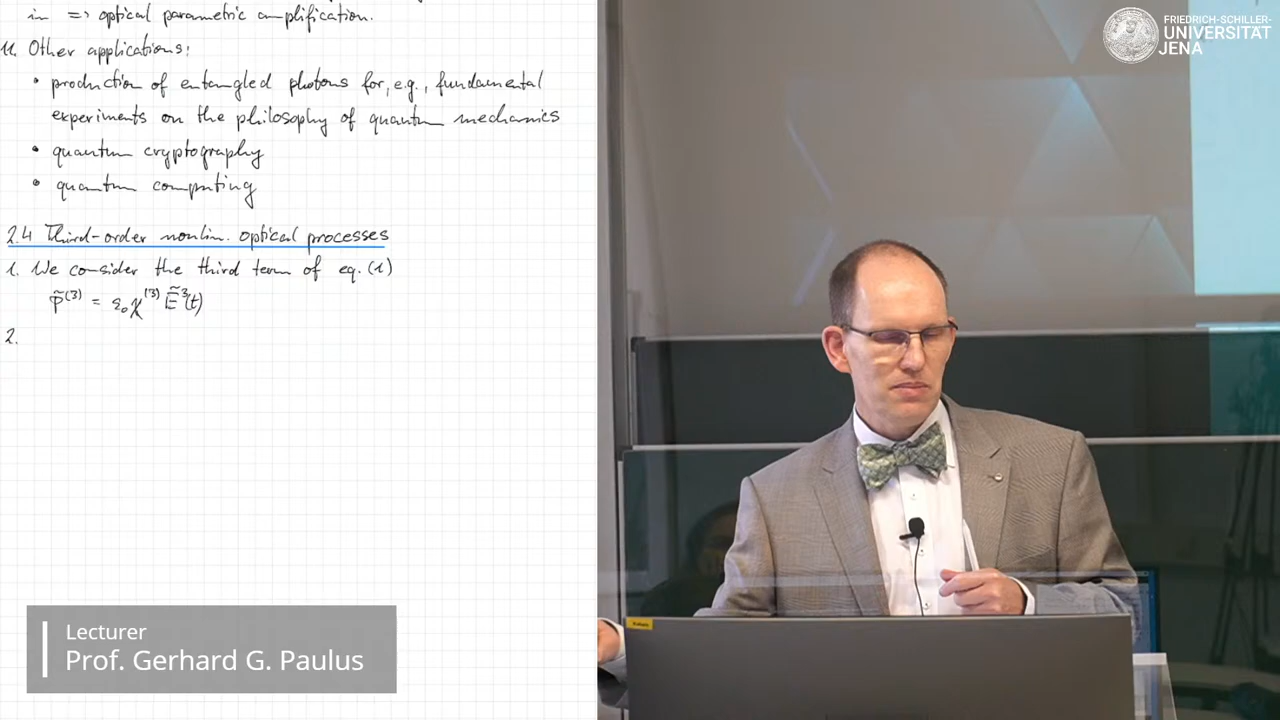 in => optical parametric amplification.
11. Other applications:
• production of entangled photons for, e.g., fundamental
experiments on the philosophy of quantum mechanics
• quantum cryptography
• quantum computing
2.4 Third-order nonlin. optical processes
1. We consider the third term of eq. (1)
P̃⁽³⁾ = ε₀χ⁽³⁾ Ẽ³(t)
2.
Lecturer
Prof. Gerhard G. Paulus
FRIEDRICH-SCHILLER-
UNIVERSITÄT
JENA